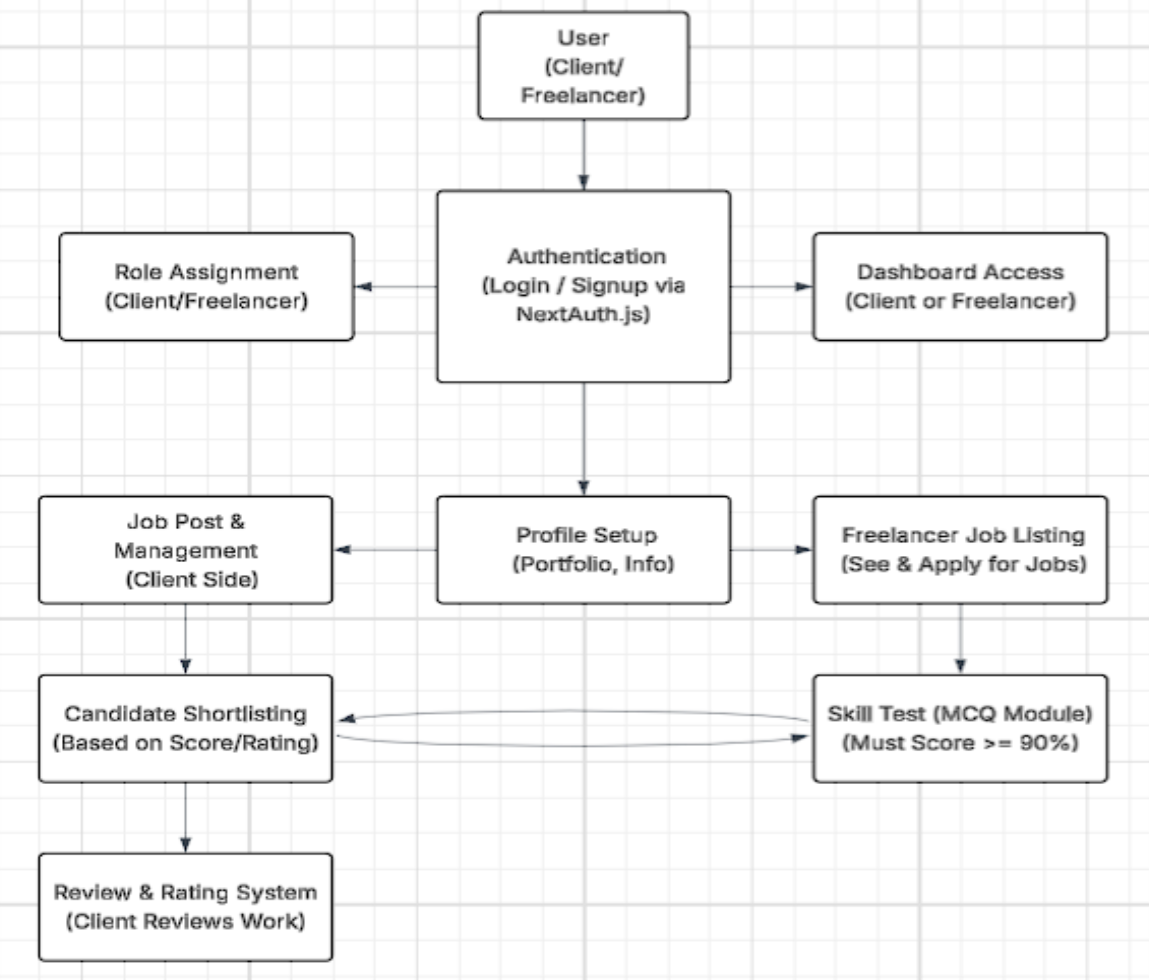 User
(Client/
Freelancer)
Authentication
(Login / Signup via
NextAuth.js)
Role Assignment
(Client/Freelancer)
Dashboard Access
(Client or Freelancer)
Job Post &
Management
(Client Side)
Profile Setup
(Portfolio, Info)
Freelancer Job Listing
(See & Apply for Jobs)
Candidate Shortlisting
(Based on Score/Rating)
Skill Test (MCQ Module)
(Must Score >= 90%)
Review & Rating System
(Client Reviews Work)